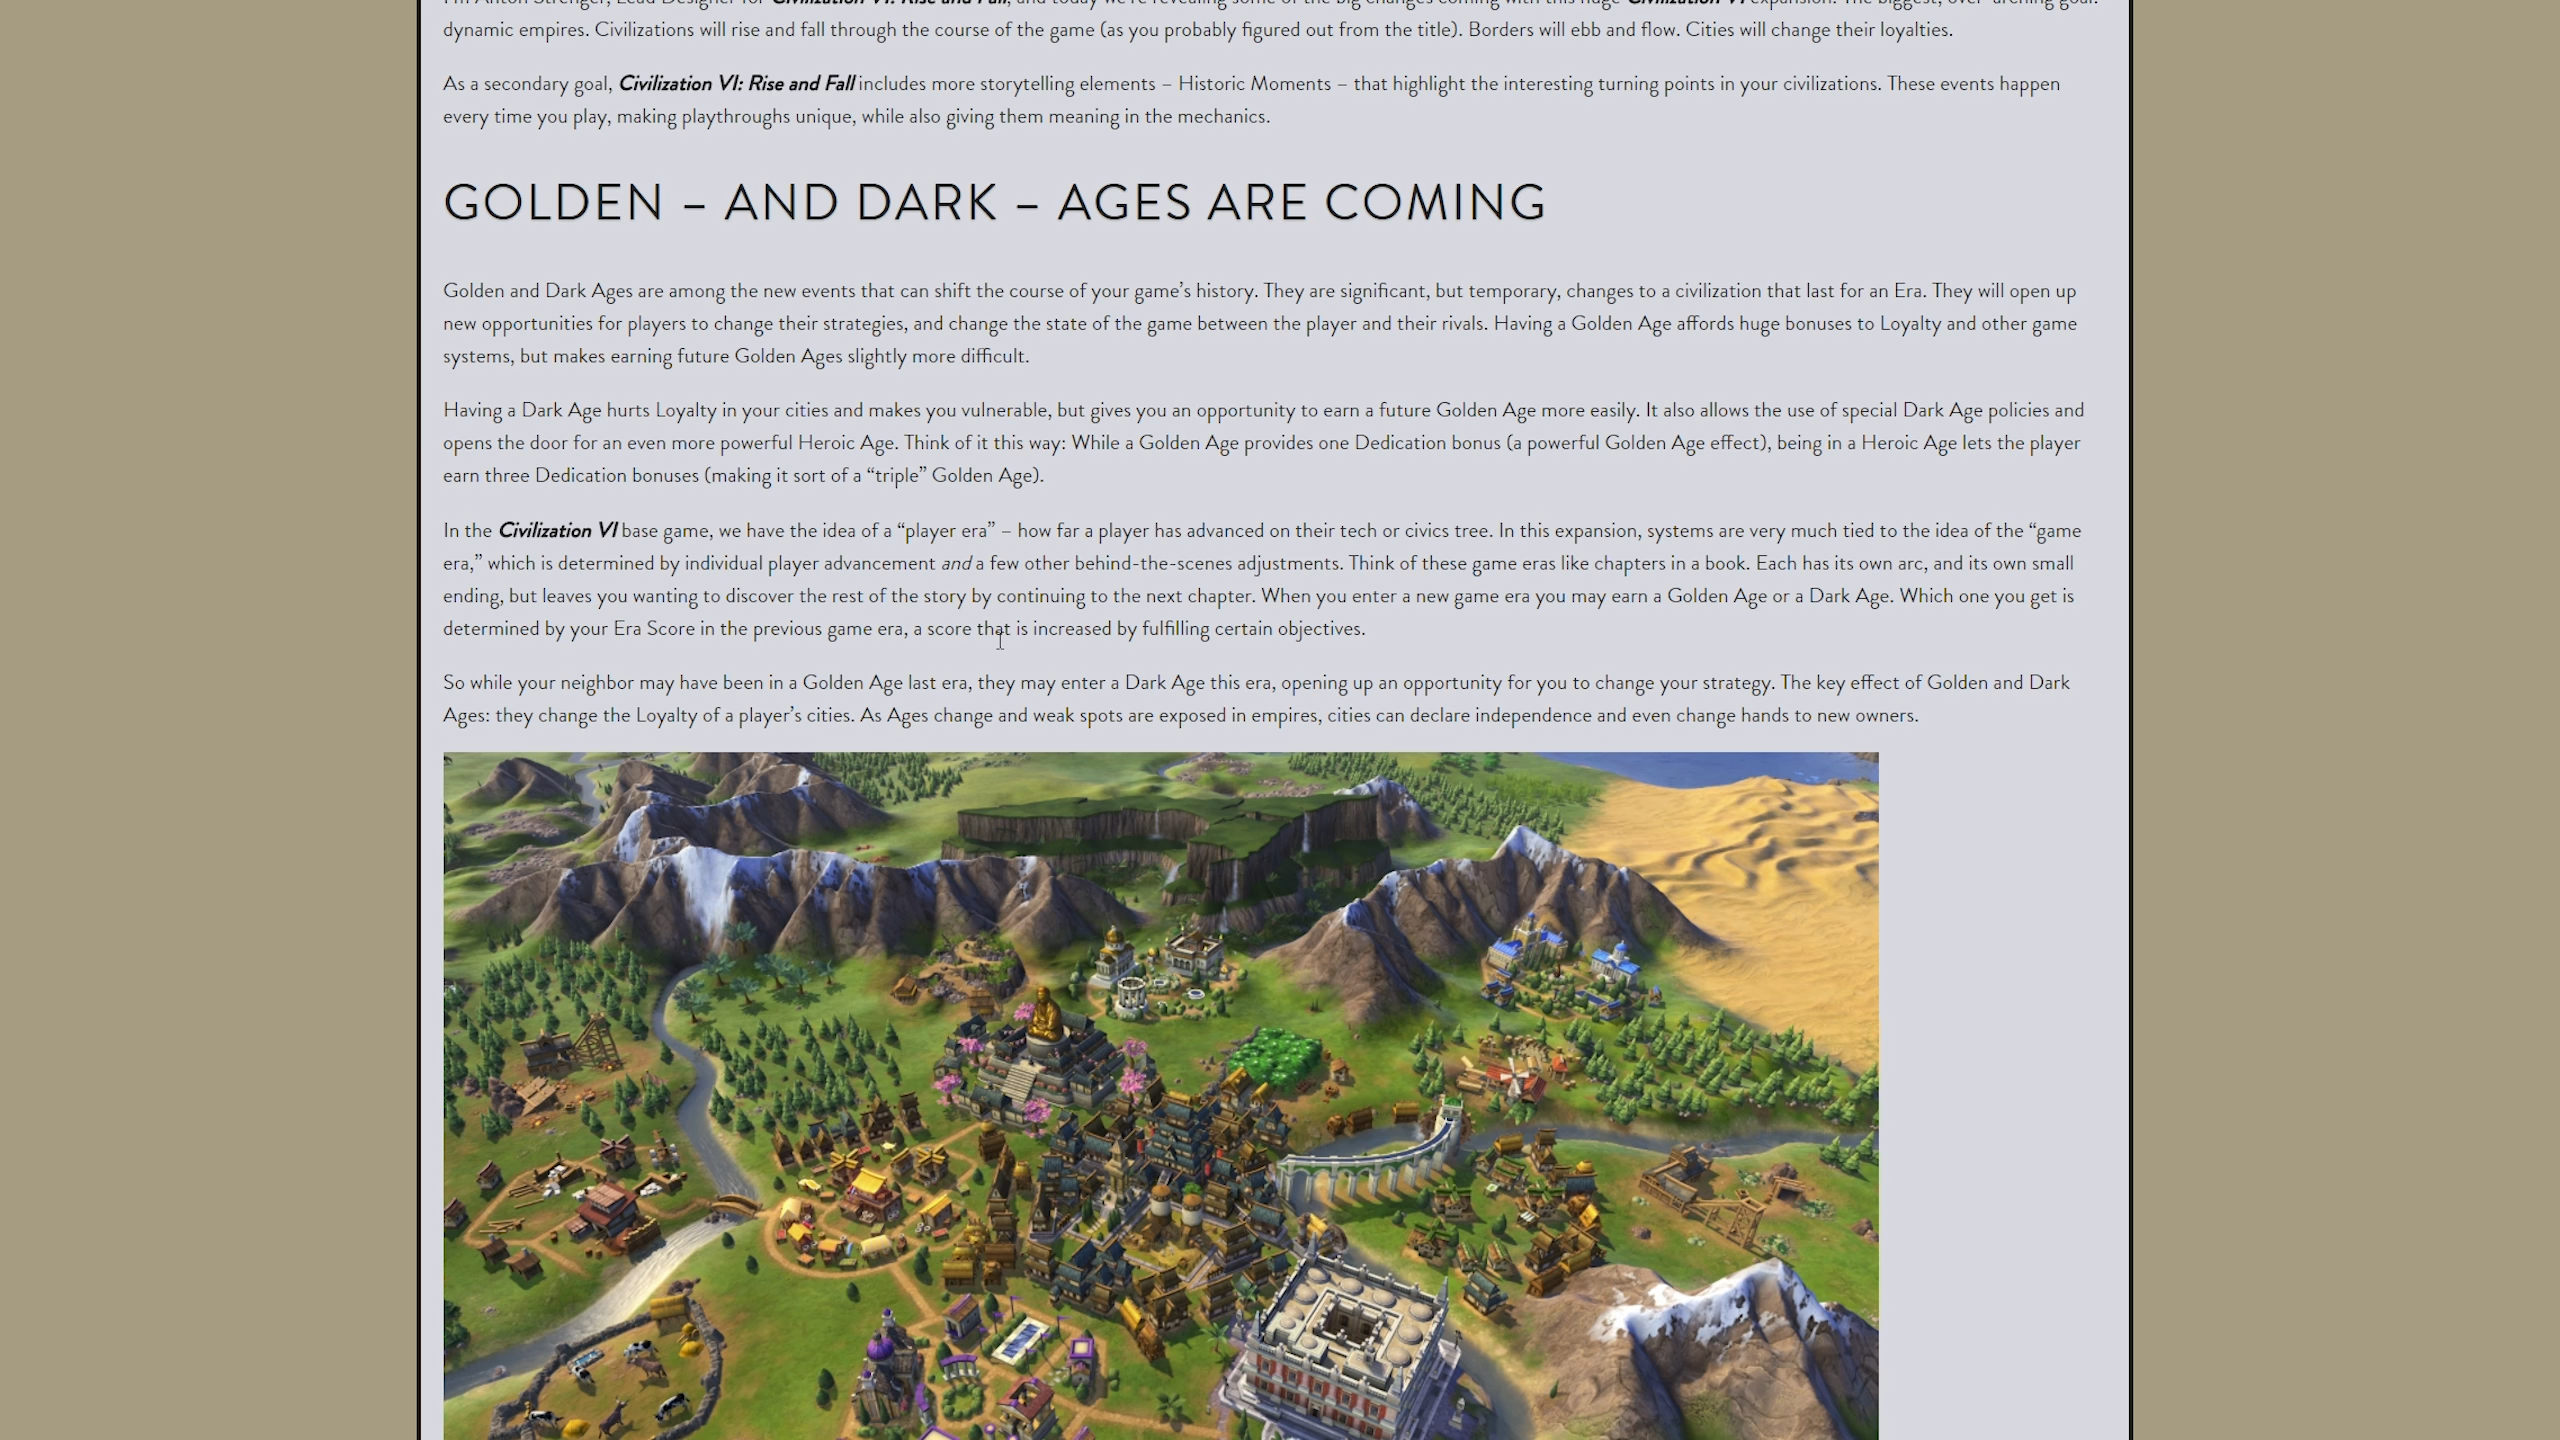 dynamic empires. Civilizations will rise and fall through the course of the game (as you probably figured out from the title). Borders will ebb and flow. Cities will change their loyalties.
As a secondary goal, Civilization VI: Rise and Fall includes more storytelling elements – Historic Moments – that highlight the interesting turning points in your civilizations. These events happen
every time you play, making playthroughs unique, while also giving them meaning in the mechanics.
GOLDEN – AND DARK – AGES ARE COMING
Golden and Dark Ages are among the new events that can shift the course of your game’s history. They are significant, but temporary, changes to a civilization that last for an Era. They will open up
new opportunities for players to change their strategies, and change the state of the game between the player and their rivals. Having a Golden Age affords huge bonuses to Loyalty and other game
systems, but makes earning future Golden Ages slightly more difficult.
Having a Dark Age hurts Loyalty in your cities and makes you vulnerable, but gives you an opportunity to earn a future Golden Age more easily. It also allows the use of special Dark Age policies and
opens the door for an even more powerful Heroic Age. Think of it this way: While a Golden Age provides one Dedication bonus (a powerful Golden Age effect), being in a Heroic Age lets the player
earn three Dedication bonuses (making it sort of a “triple” Golden Age).
In the Civilization VI base game, we have the idea of a “player era” – how far a player has advanced on their tech or civics tree. In this expansion, systems are very much tied to the idea of the “game
era,” which is determined by individual player advancement and a few other behind-the-scenes adjustments. Think of these game eras like chapters in a book. Each has its own arc, and its own small
ending, but leaves you wanting to discover the rest of the story by continuing to the next chapter. When you enter a new game era you may earn a Golden Age or a Dark Age. Which one you get is
determined by your Era Score in the previous game era, a score that is increased by fulfilling certain objectives.
So while your neighbor may have been in a Golden Age last era, they may enter a Dark Age this era, opening up an opportunity for you to change your strategy. The key effect of Golden and Dark
Ages: they change the Loyalty of a player’s cities. As Ages change and weak spots are exposed in empires, cities can declare independence and even change hands to new owners.